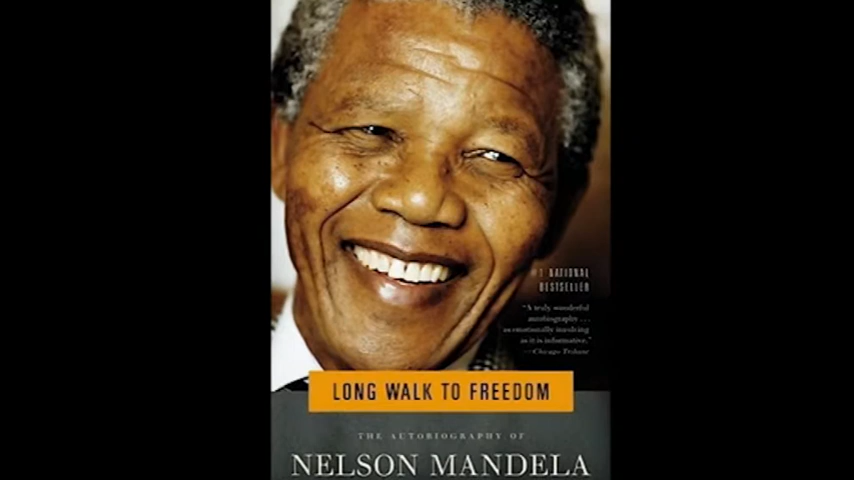 #1 NATIONAL
BESTSELLER
"A truly wonderful
autobiography . . .
as emotionally involving
as it is informative."
—Chicago Tribune
LONG WALK TO FREEDOM
THE AUTOBIOGRAPHY OF
NELSON MANDELA